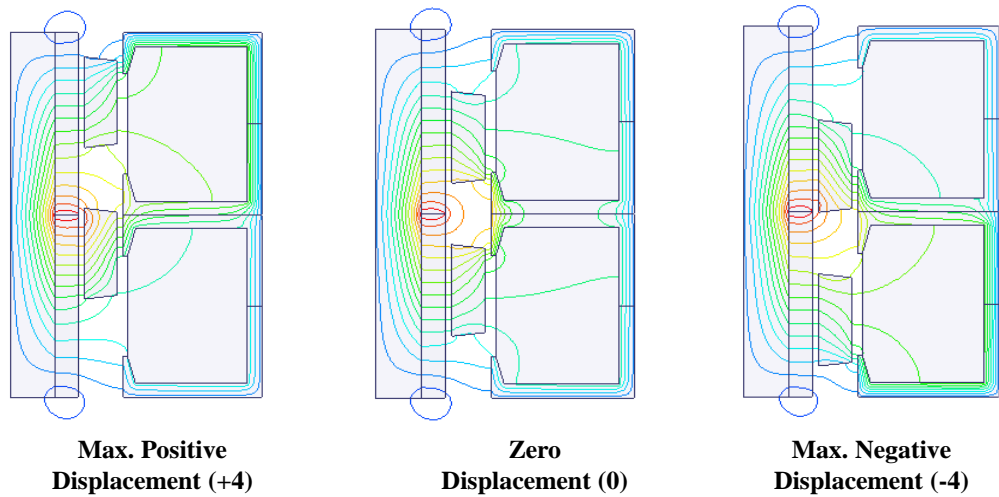 Max. Positive
Displacement (+4)
Zero
Displacement (0)
Max. Negative
Displacement (-4)